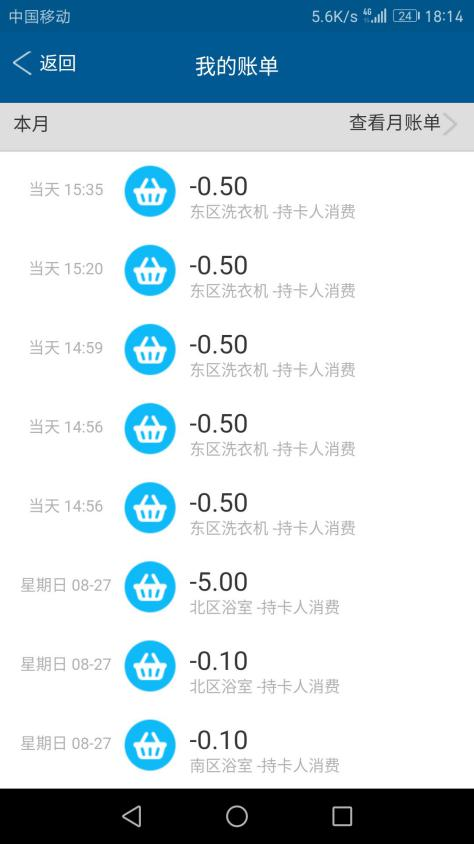 中国移动 5.6K/s 4G 24 18:14
返回 我的账单
本月 查看月账单
当天 15:35 -0.50
东区洗衣机 -持卡人消费
当天 15:20 -0.50
东区洗衣机 -持卡人消费
当天 14:59 -0.50
东区洗衣机 -持卡人消费
当天 14:56 -0.50
东区洗衣机 -持卡人消费
当天 14:56 -0.50
东区洗衣机 -持卡人消费
星期日 08-27 -5.00
北区浴室 -持卡人消费
星期日 08-27 -0.10
北区浴室 -持卡人消费
星期日 08-27 -0.10
南区浴室 -持卡人消费